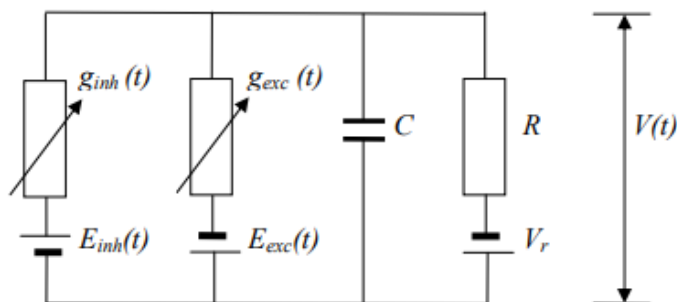 g_inh (t)
g_exc (t)
C
R
V(t)
E_inh(t)
E_exc(t)
V_r